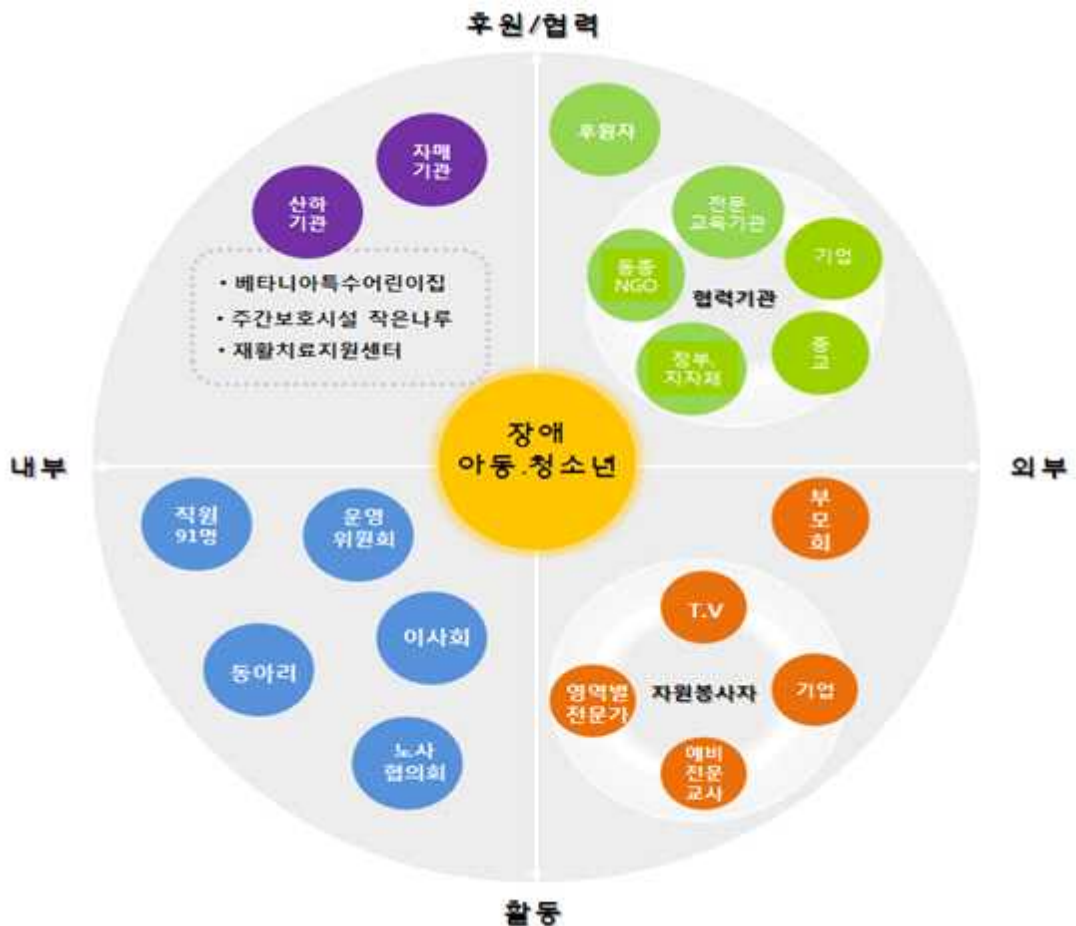 후원/협력
후원자
자매
기관
산하
기관
전문
교육기관
기업
동종
NGO
협력기관
정부.
지자체
종
교
• 베타니아특수어린이집
• 주간보호시설 작은나루
• 재활치료지원센터
장애
아동.청소년
내부
외부
직원
91명
운영
위원회
이사회
동아리
노사
협의회
부
모
회
T.V
영역별
전문가
자원봉사자
기업
예비
전문
교사
활동